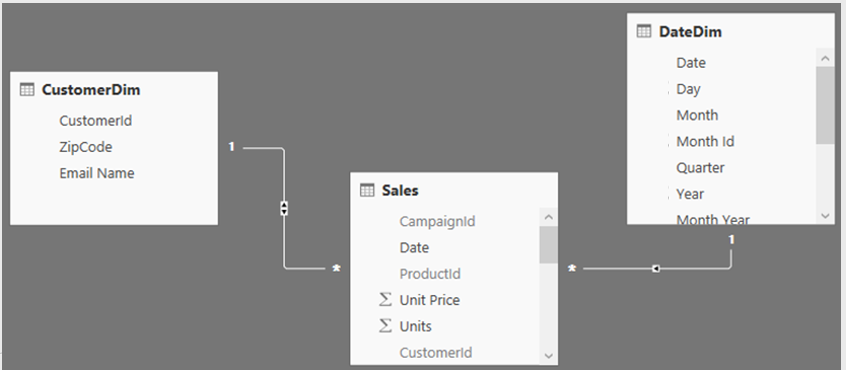 CustomerDim
CustomerId
ZipCode
Email Name
1
*
Sales
CampaignId
Date
ProductId
Σ Unit Price
Σ Units
CustomerId
*
1
DateDim
Date
Day
Month
Month Id
Quarter
Year
Month Year